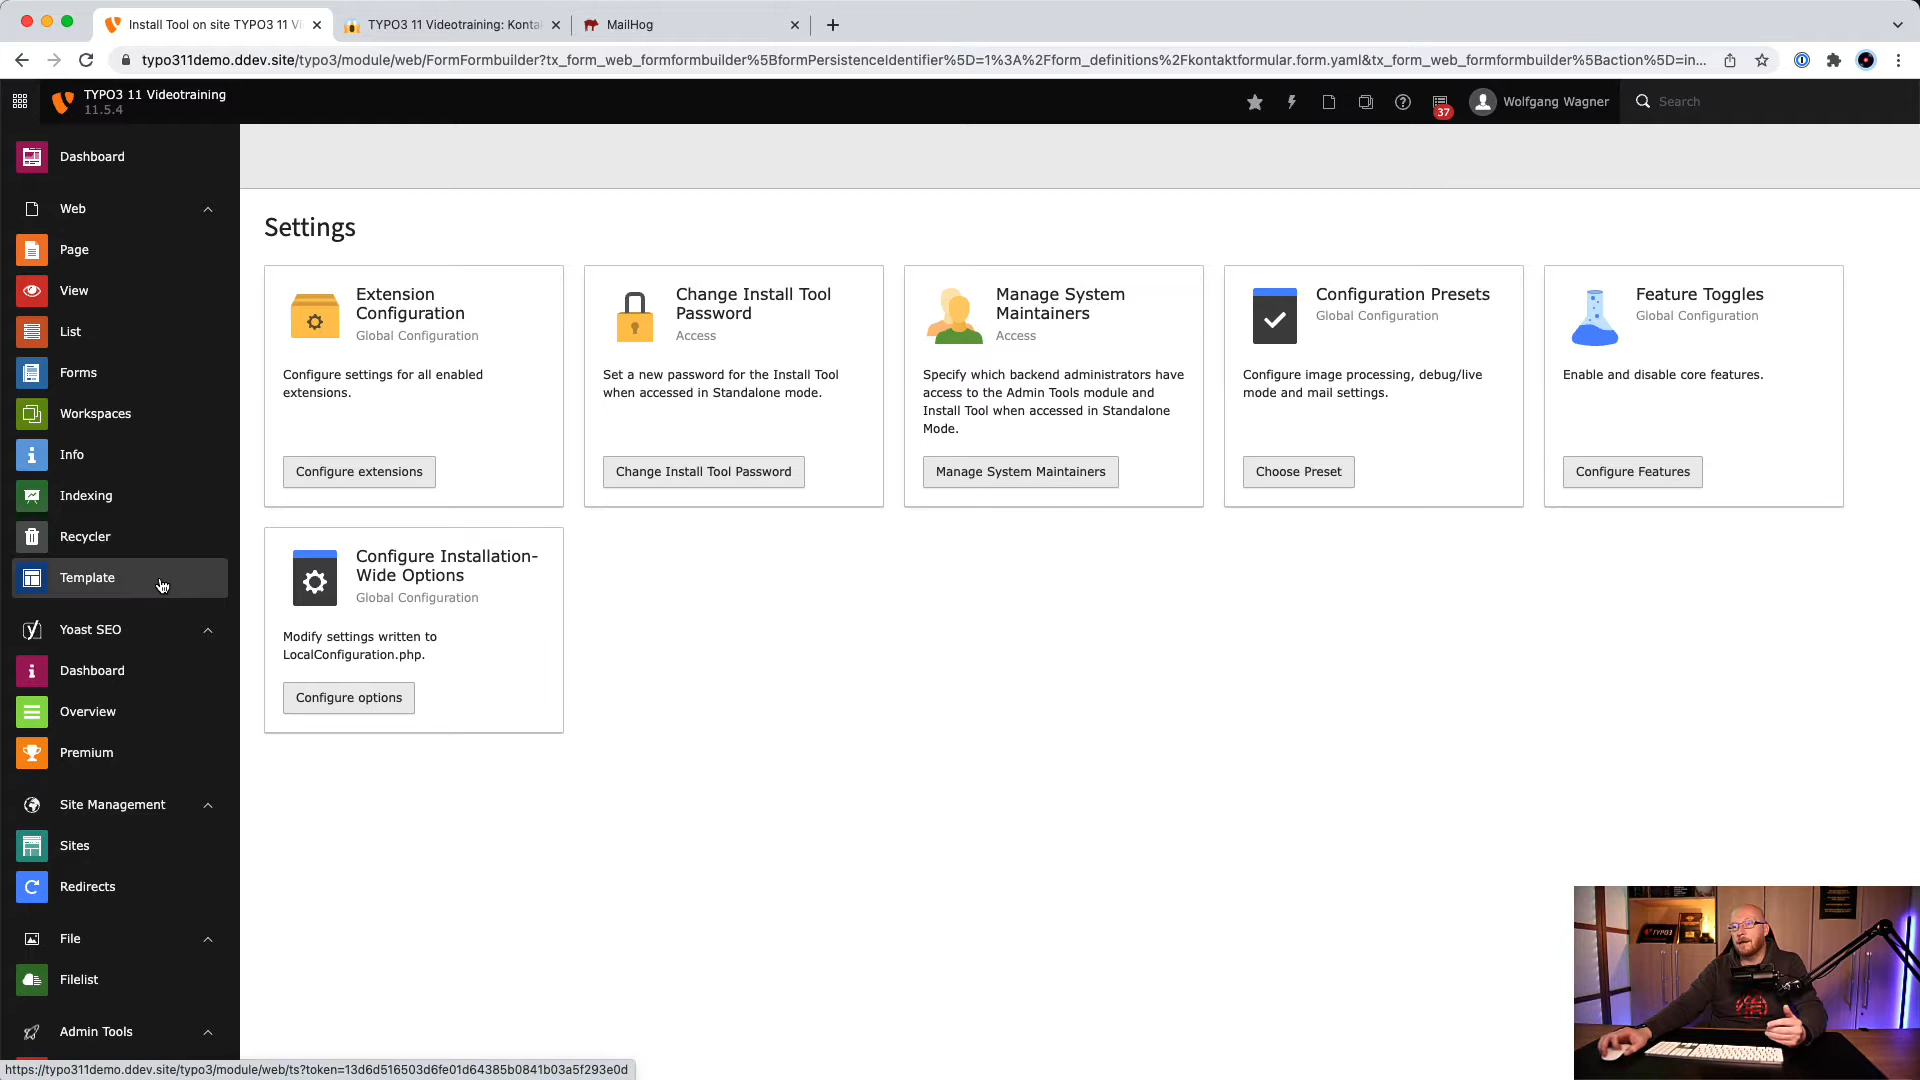 Install Tool on site TYPO3 11 Vi
TYPO3 11 Videotraining: Konta
MailHog
typo311demo.ddev.site/typo3/module/web/FormFormbuilder?tx_form_web_formformbuilder%5BformPersistenceIdentifier%5D=1%3A%2Fform_definitions%2Fkontaktformular.form.yaml&tx_form_web_formformbuilder%5Baction%5D=in...
TYPO3 11 Videotraining
11.5.4
37
Wolfgang Wagner
Search
Dashboard
Web
Page
View
List
Forms
Workspaces
Info
Indexing
Recycler
Template
Yoast SEO
Dashboard
Overview
Premium
Site Management
Sites
Redirects
File
Filelist
Admin Tools
Settings
Extension
Configuration
Global Configuration
Configure settings for all enabled
extensions.
Configure extensions
Change Install Tool
Password
Access
Set a new password for the Install Tool
when accessed in Standalone mode.
Change Install Tool Password
Manage System
Maintainers
Access
Specify which backend administrators have
access to the Admin Tools module and
Install Tool when accessed in Standalone
Mode.
Manage System Maintainers
Configuration Presets
Global Configuration
Configure image processing, debug/live
mode and mail settings.
Choose Preset
Feature Toggles
Global Configuration
Enable and disable core features.
Configure Features
Configure Installation-
Wide Options
Global Configuration
Modify settings written to
LocalConfiguration.php.
Configure options
https://typo311demo.ddev.site/typo3/module/web/ts?token=13d6d516503d6fe01d64385b0841b03a5f293e0d
TYPO3